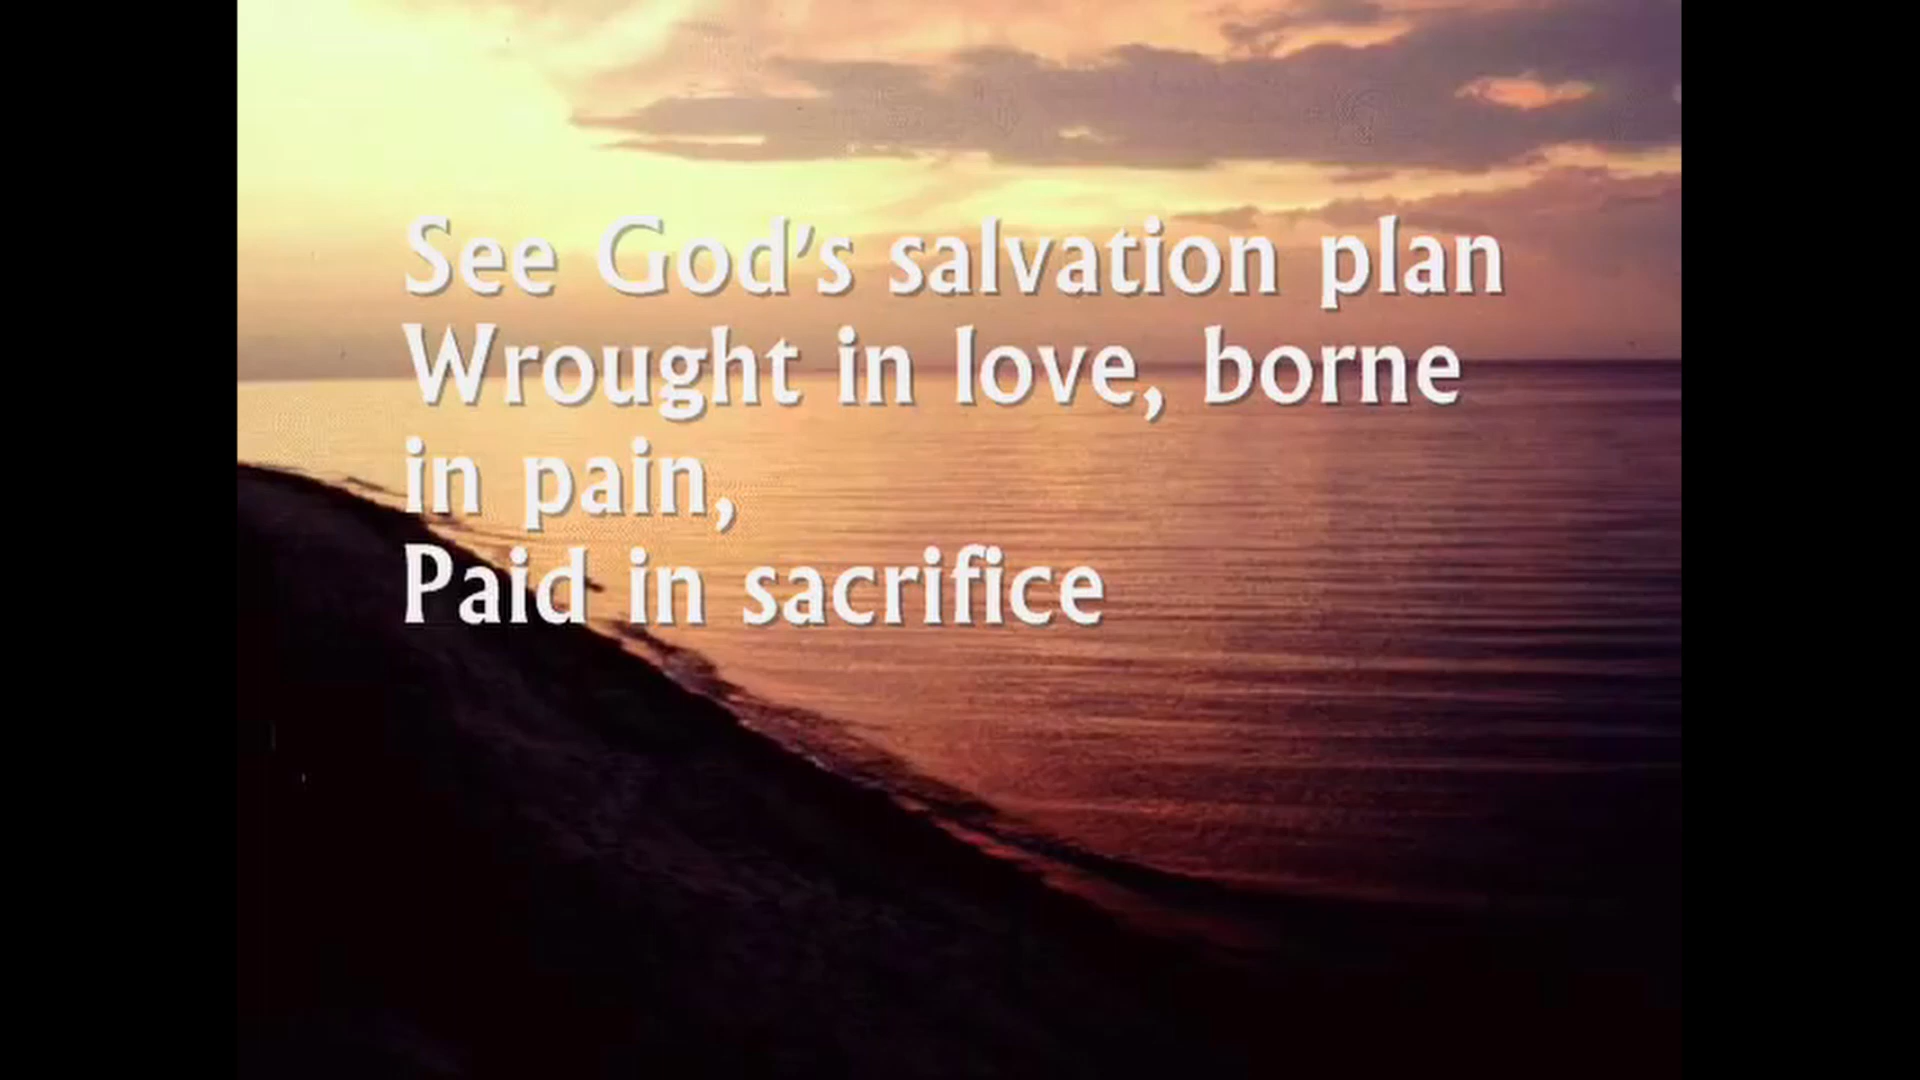 See God's salvation plan
Wrought in love, borne
in pain,
Paid in sacrifice